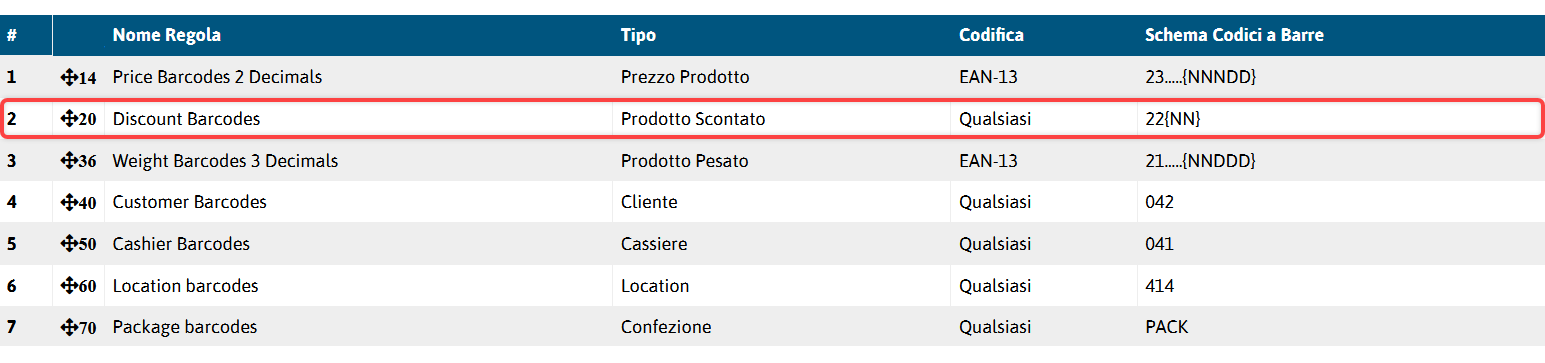 # Nome Regola Tipo Codifica Schema Codici a Barre
1 14 Price Barcodes 2 Decimals Prezzo Prodotto EAN-13 23.....{NNNDD}
2 20 Discount Barcodes Prodotto Scontato Qualsiasi 22{NN}
3 36 Weight Barcodes 3 Decimals Prodotto Pesato EAN-13 21.....{NNDDD}
4 40 Customer Barcodes Cliente Qualsiasi 042
5 50 Cashier Barcodes Cassiere Qualsiasi 041
6 60 Location barcodes Location Qualsiasi 414
7 70 Package barcodes Confezione Qualsiasi PACK